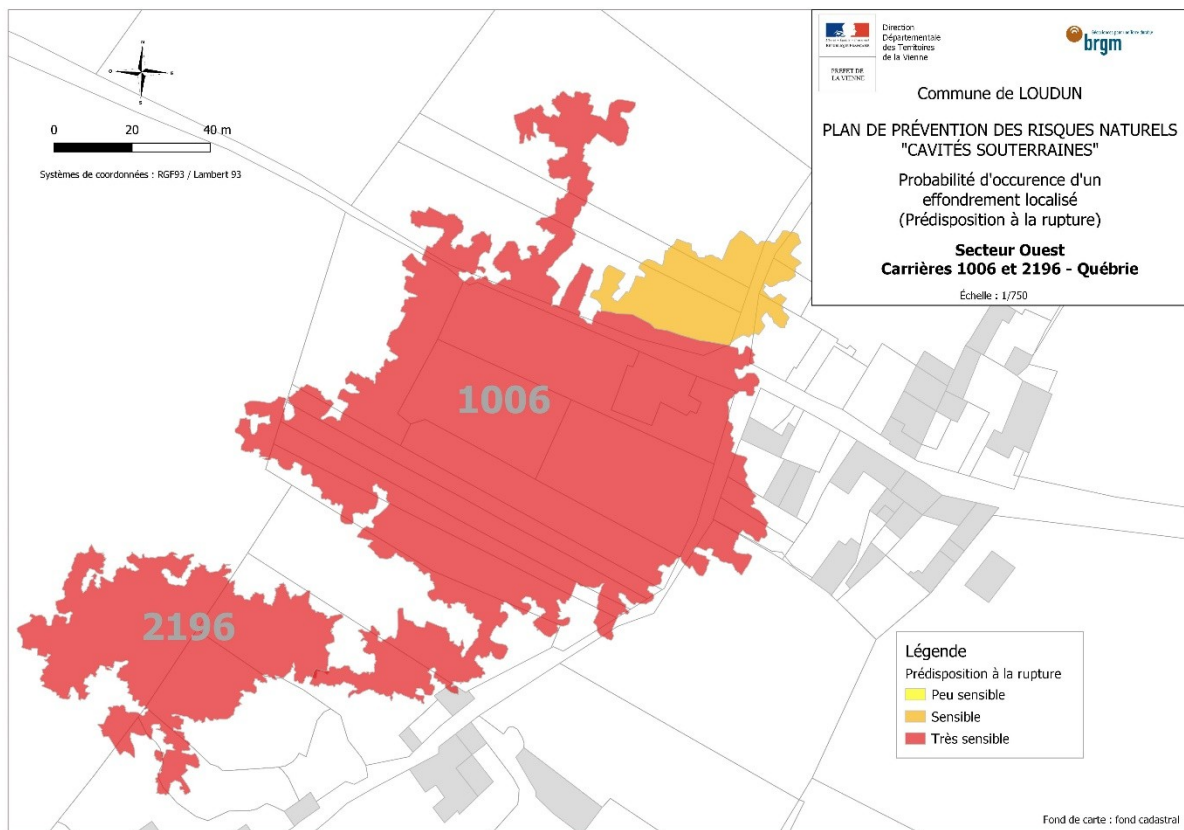 N
O
E
S
0 20 40 m
Systèmes de coordonnées : RGF93 / Lambert 93
RÉPUBLIQUE FRANÇAISE
PREFET DE
LA VIENNE
Direction
Départementale
des Territoires
de la Vienne
brgm
Commune de LOUDUN
PLAN DE PRÉVENTION DES RISQUES NATURELS
"CAVITÉS SOUTERRAINES"
Probabilité d'occurence d'un
effondrement localisé
(Prédisposition à la rupture)
Secteur Ouest
Carrières 1006 et 2196 - Québrie
Échelle : 1/750
1006
2196
Légende
Prédisposition à la rupture
Peu sensible
Sensible
Très sensible
Fond de carte : fond cadastral